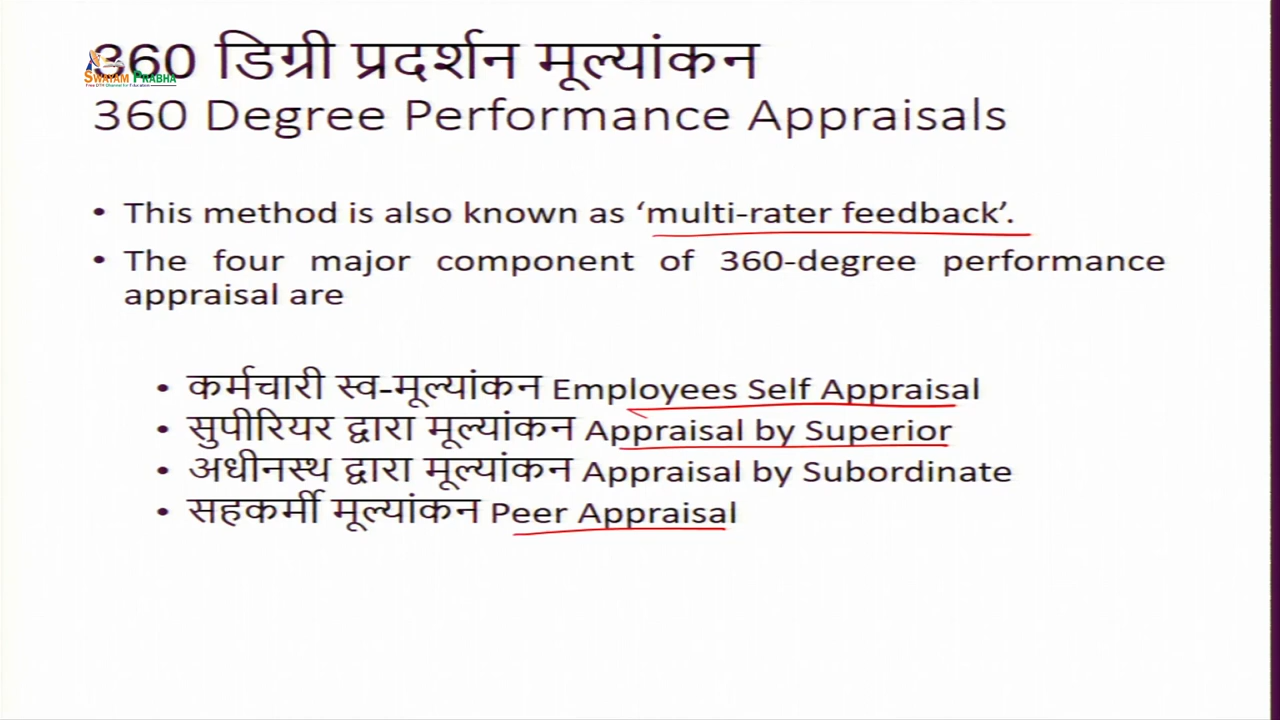 360 डिग्री प्रदर्शन मूल्यांकन
SWAYAM PRABHA
360 Degree Performance Appraisals
• This method is also known as ‘multi-rater feedback’.
• The four major component of 360-degree performance
appraisal are
• कर्मचारी स्व-मूल्यांकन Employees Self Appraisal
• सुपीरियर द्वारा मूल्यांकन Appraisal by Superior
• अधीनस्थ द्वारा मूल्यांकन Appraisal by Subordinate
• सहकर्मी मूल्यांकन Peer Appraisal